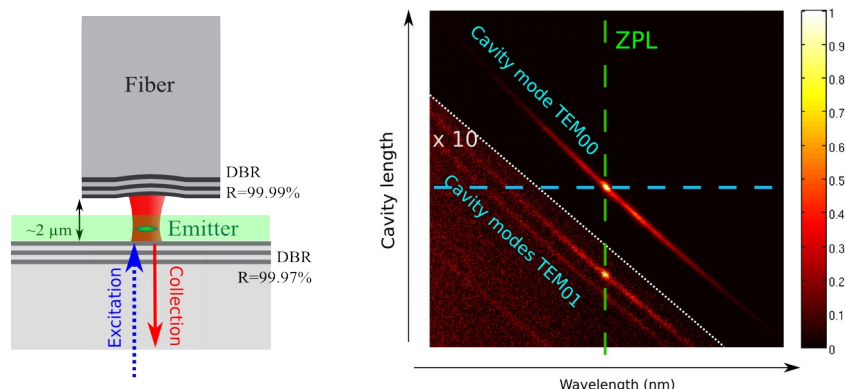 Fiber
DBR
R=99.99%
~2 µm
Emitter
DBR
R=99.97%
Excitation
Collection
Cavity length
Cavity mode TEM00
ZPL
x 10
Cavity modes TEM01
Wavelength (nm)
1
0.9
0.8
0.7
0.6
0.5
0.4
0.3
0.2
0.1
0